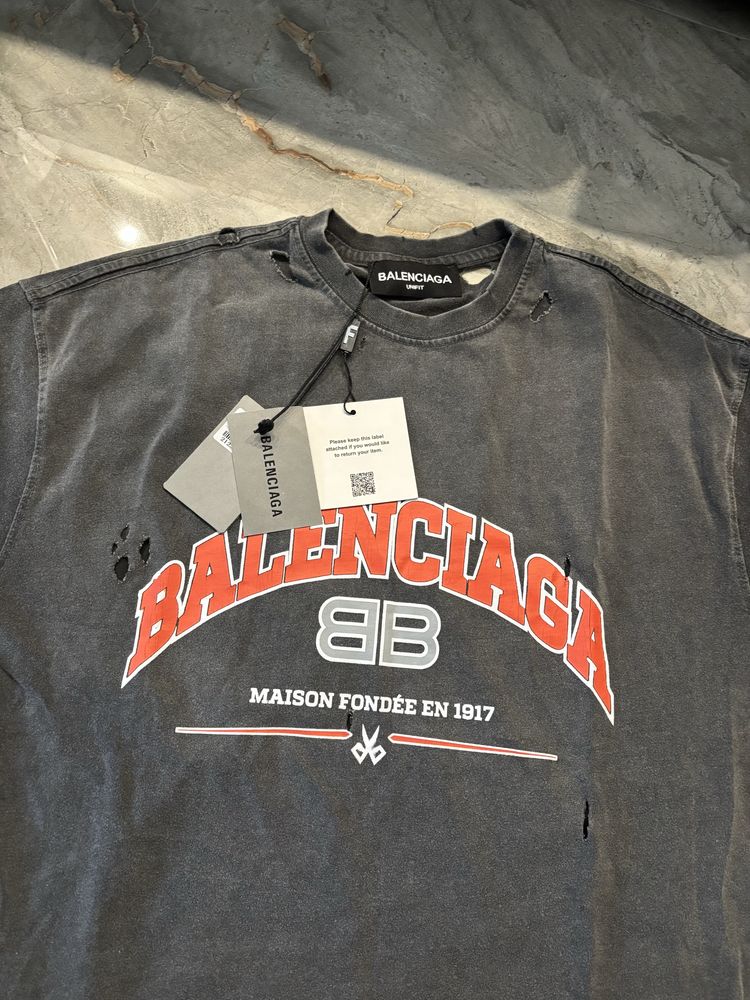 BALENCIAGA
UNIFIT
Please keep this label
attached if you would like
to return your item.
BALENCIAGA
BALENCIAGA
BB
MAISON FONDÉE EN 1917